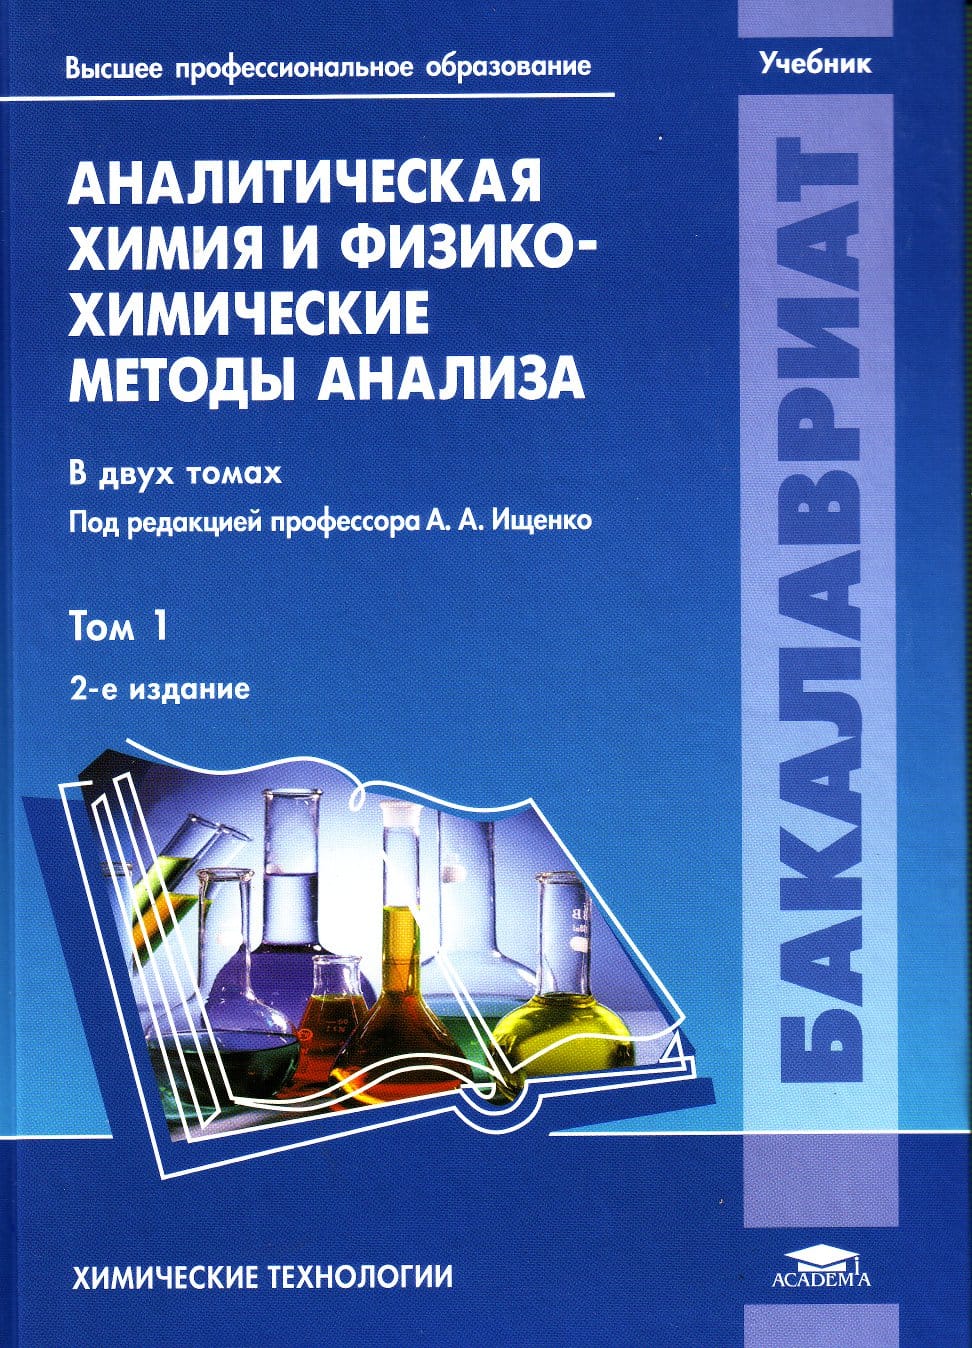 Высшее профессиональное образование
Учебник
АНАЛИТИЧЕСКАЯ
ХИМИЯ И ФИЗИКО-
ХИМИЧЕСКИЕ
МЕТОДЫ АНАЛИЗА
В двух томах
Под редакцией профессора А. А. Ищенко
Том 1
2-е издание
БАКАЛАВРИАТ
ХИМИЧЕСКИЕ ТЕХНОЛОГИИ
ACADEMiA